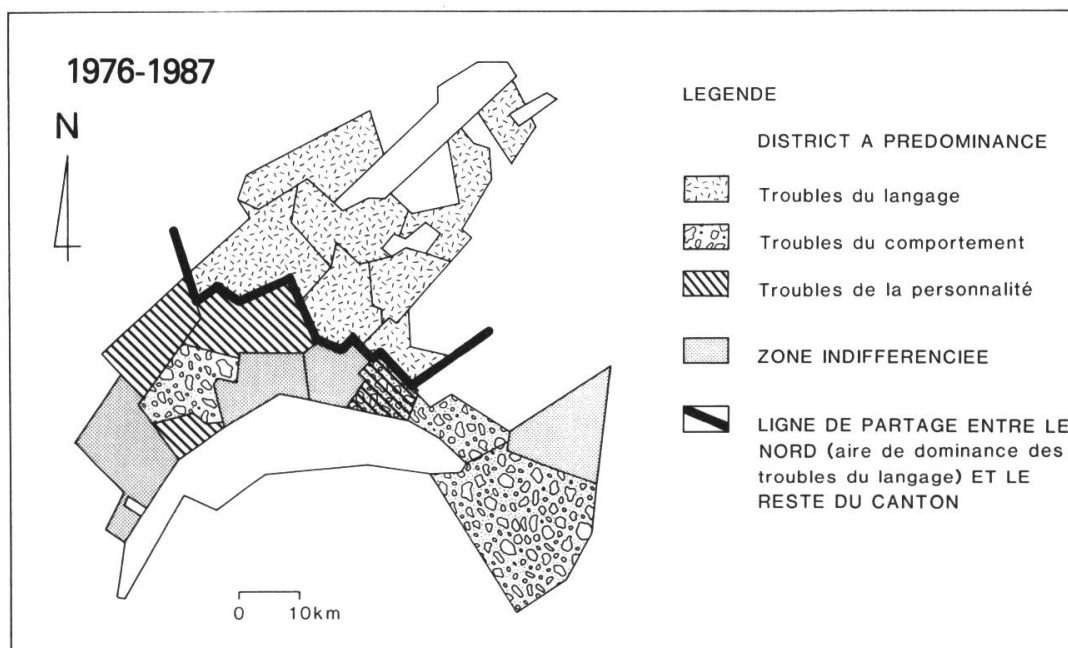 1976-1987
N
0 10km
LEGENDE
DISTRICT A PREDOMINANCE
Troubles du langage
Troubles du comportement
Troubles de la personnalité
ZONE INDIFFERENCIEE
LIGNE DE PARTAGE ENTRE LE
NORD (aire de dominance des
troubles du langage) ET LE
RESTE DU CANTON